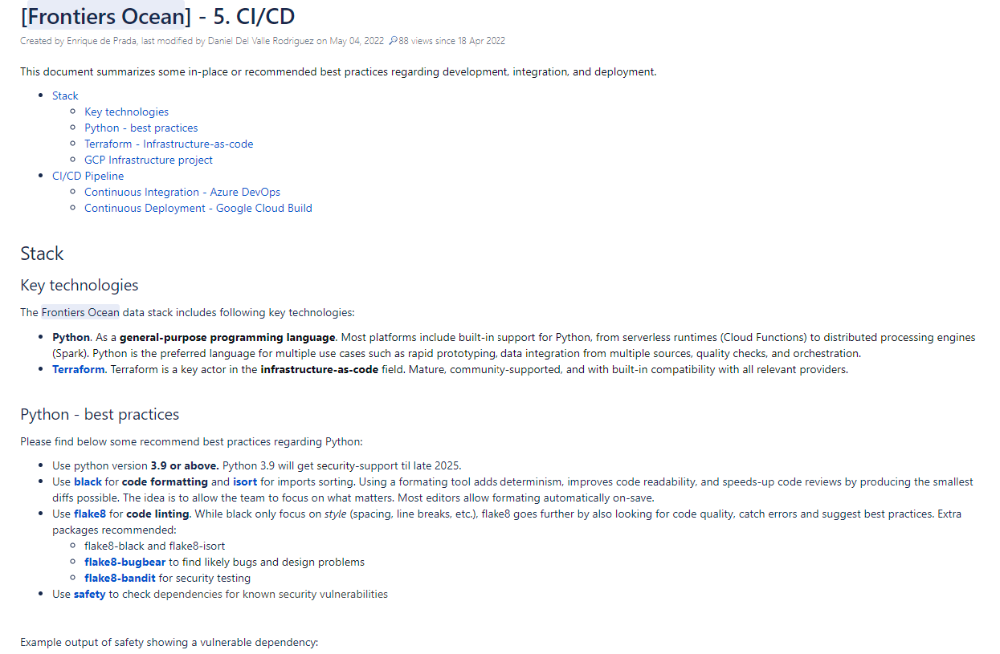 [Frontiers Ocean] - 5. CI/CD
Created by Enrique de Prada, last modified by Daniel Del Valle Rodriguez on May 04, 2022 88 views since 18 Apr 2022
This document summarizes some in-place or recommended best practices regarding development, integration, and deployment.
Stack
Key technologies
Python - best practices
Terraform - Infrastructure-as-code
GCP Infrastructure project
CI/CD Pipeline
Continuous Integration - Azure DevOps
Continuous Deployment - Google Cloud Build
Stack
Key technologies
The Frontiers Ocean data stack includes following key technologies:
Python. As a general-purpose programming language. Most platforms include built-in support for Python, from serverless runtimes (Cloud Functions) to distributed processing engines
(Spark). Python is the preferred language for multiple use cases such as rapid prototyping, data integration from multiple sources, quality checks, and orchestration.
Terraform. Terraform is a key actor in the infrastructure-as-code field. Mature, community-supported, and with built-in compatibility with all relevant providers.
Python - best practices
Please find below some recommend best practices regarding Python:
Use python version 3.9 or above. Python 3.9 will get security-support til late 2025.
Use black for code formatting and isort for imports sorting. Using a formating tool adds determinism, improves code readability, and speeds-up code reviews by producing the smallest
diffs possible. The idea is to allow the team to focus on what matters. Most editors allow formating automatically on-save.
Use flake8 for code linting. While black only focus on style (spacing, line breaks, etc.), flake8 goes further by also looking for code quality, catch errors and suggest best practices. Extra
packages recommended:
flake8-black and flake8-isort
flake8-bugbear to find likely bugs and design problems
flake8-bandit for security testing
Use safety to check dependencies for known security vulnerabilities
Example output of safety showing a vulnerable dependency: